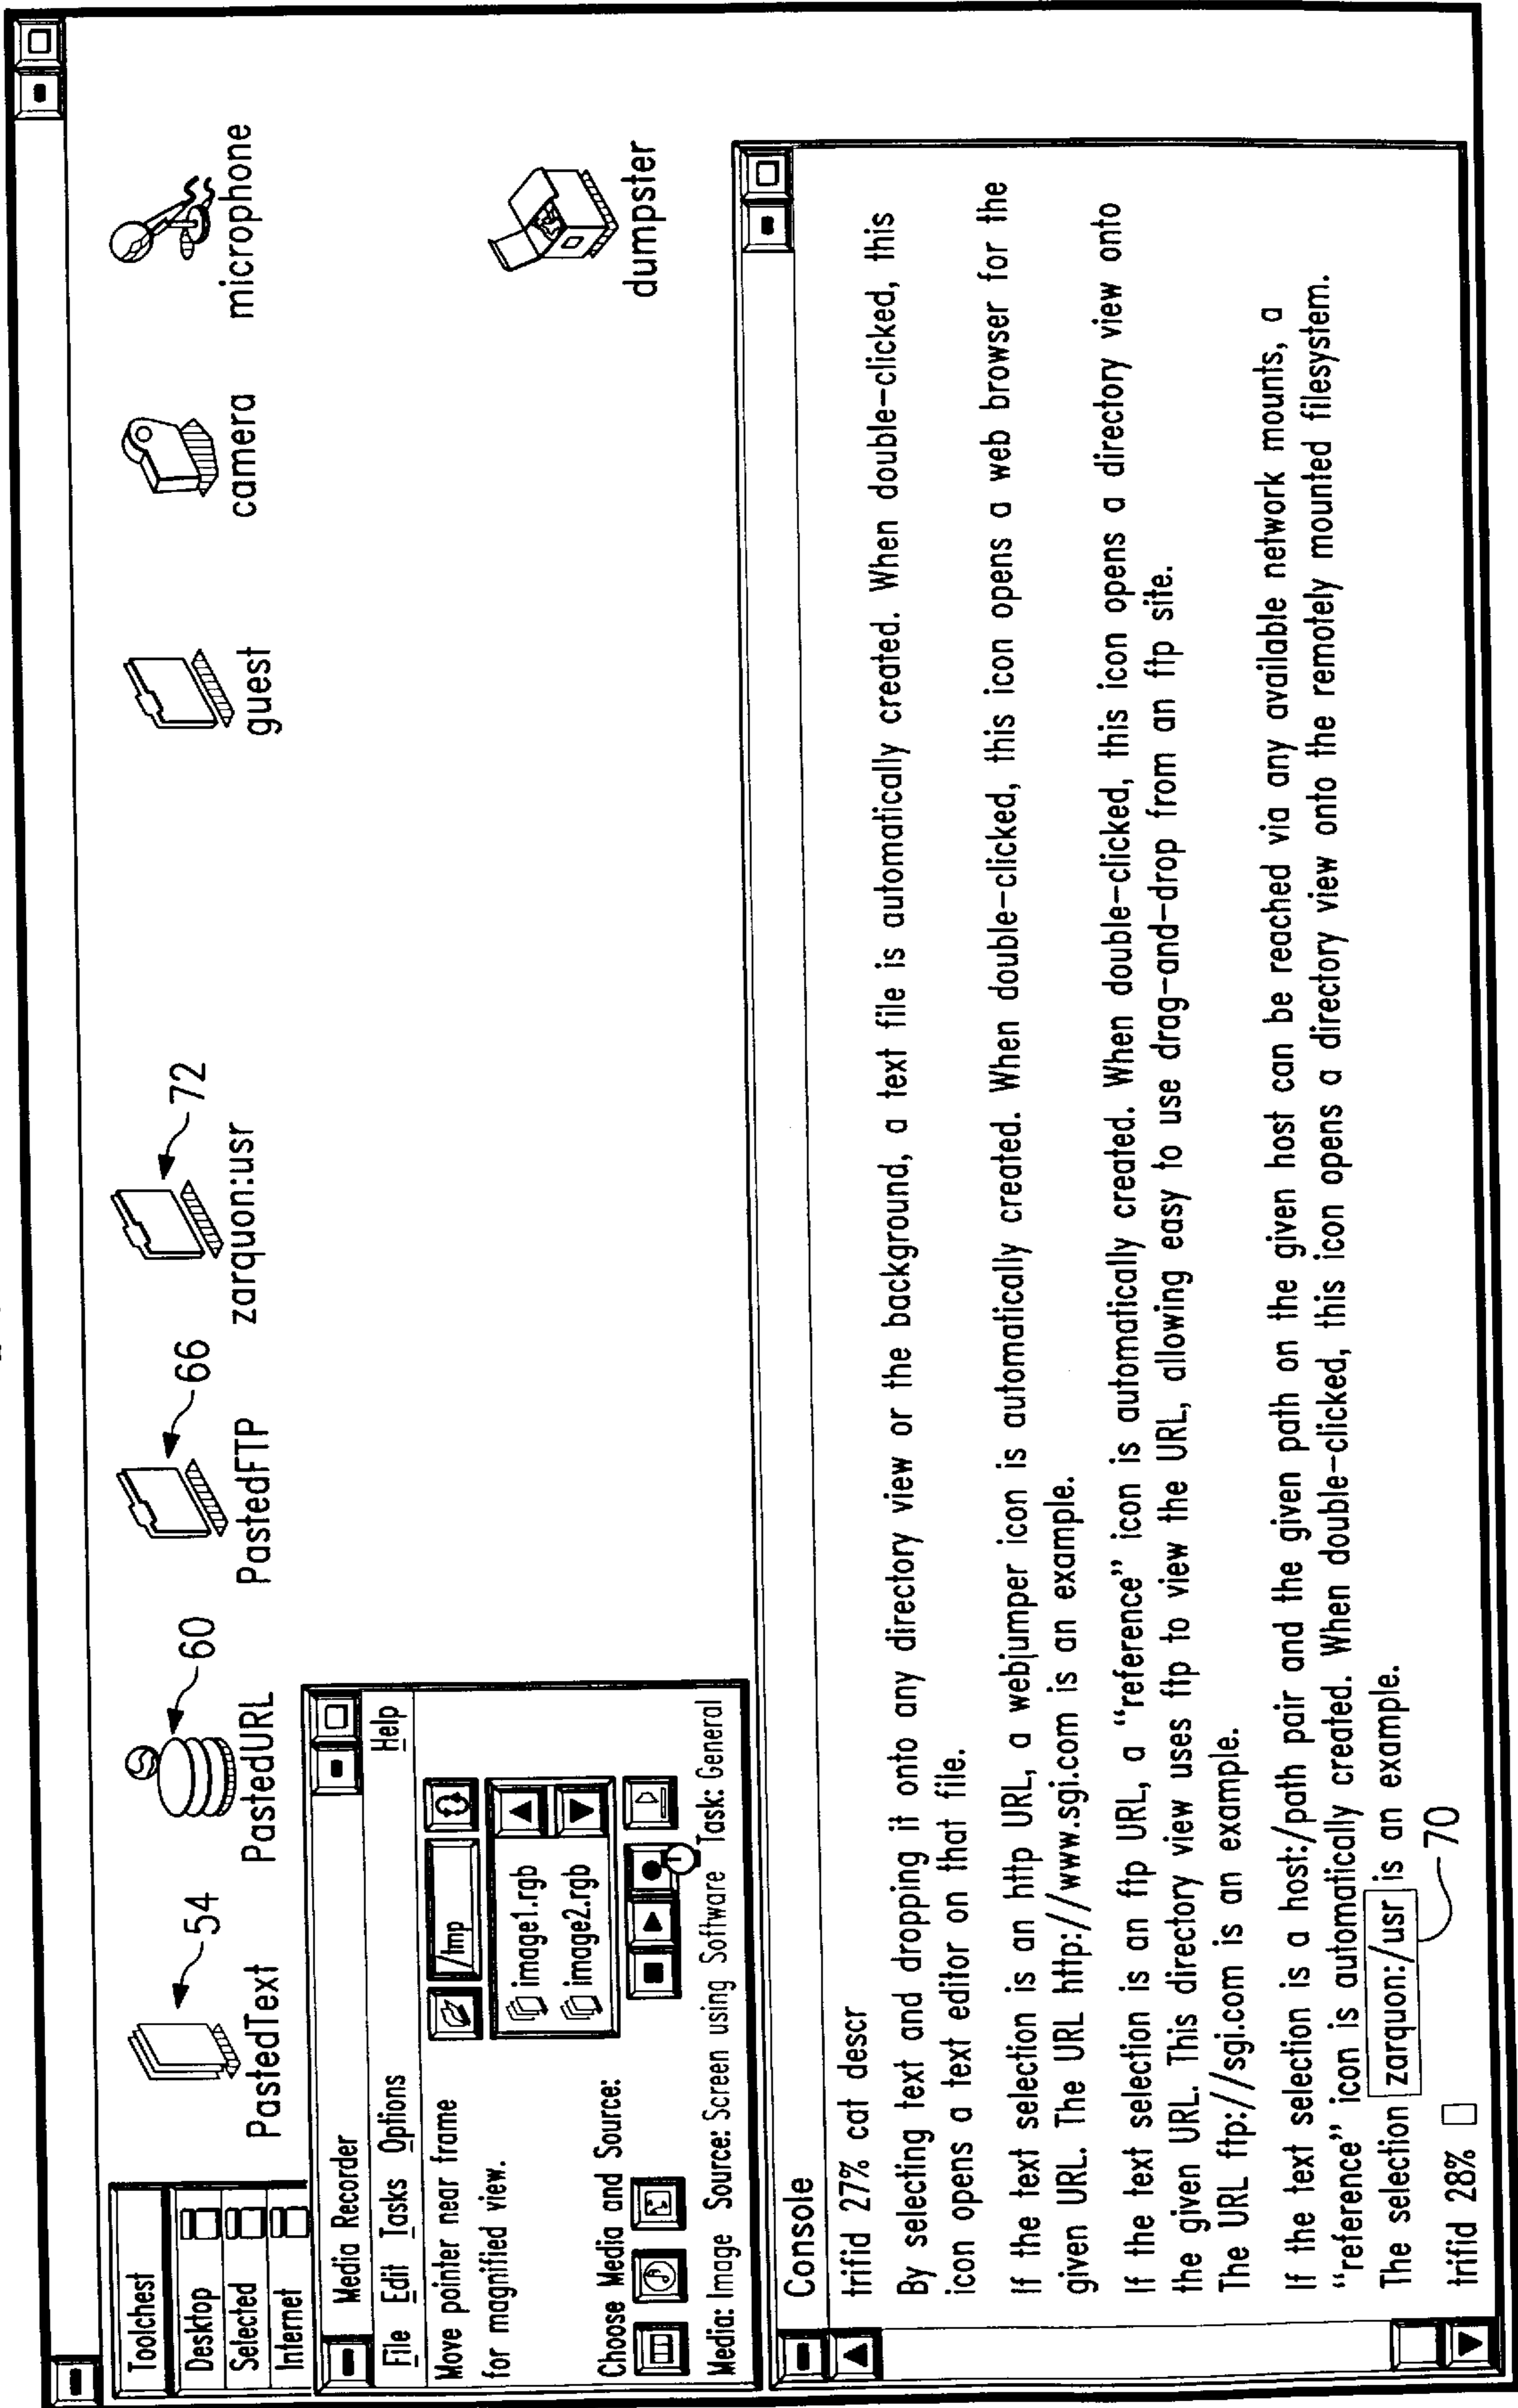 54
60
66
72
PastedText
PastedURL
PastedFTP
zarquon:usr
guest
camera
microphone
dumpster
Toolchest
Desktop
Selected
Internet
Media Recorder
File Edit Tasks Options Help
Move pointer near frame
for magnified view.
/tmp
image1.rgb
image2.rgb
Choose Media and Source:
Media: Image Source: Screen using Software Task: General
Console
trifid 27% cat descr
By selecting text and dropping it onto any directory view or the background, a text file is automatically created. When double-clicked, this
icon opens a text editor on that file.
If the text selection is an http URL, a webjumper icon is automatically created. When double-clicked, this icon opens a web browser for the
given URL. The URL http://www.sgi.com is an example.
If the text selection is an ftp URL, a “reference” icon is automatically created. When double-clicked, this icon opens a directory view onto
the given URL. This directory view uses ftp to view the URL, allowing easy to use drag-and-drop from an ftp site.
The URL ftp://sgi.com is an example.
If the text selection is a host:/path pair and the given path on the given host can be reached via any available network mounts, a
“reference” icon is automatically created. When double-clicked, this icon opens a directory view onto the remotely mounted filesystem.
The selection zarquon:/usr is an example.
70
trifid 28%